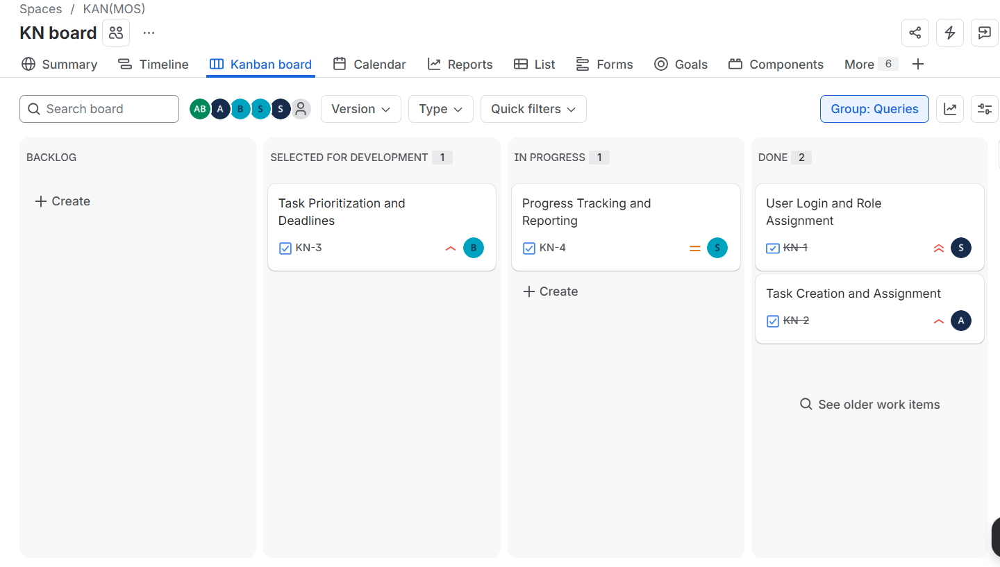 Spaces / KAN(MOS)
KN board
Summary Timeline Kanban board Calendar Reports List Forms Goals Components More 6
Search board AB A B S S Version Type Quick filters Group: Queries
BACKLOG
Create
SELECTED FOR DEVELOPMENT 1
Task Prioritization and
Deadlines
KN-3 B
IN PROGRESS 1
Progress Tracking and
Reporting
KN-4 S
Create
DONE 2
User Login and Role
Assignment
KN-1 S
Task Creation and Assignment
KN-2 A
See older work items